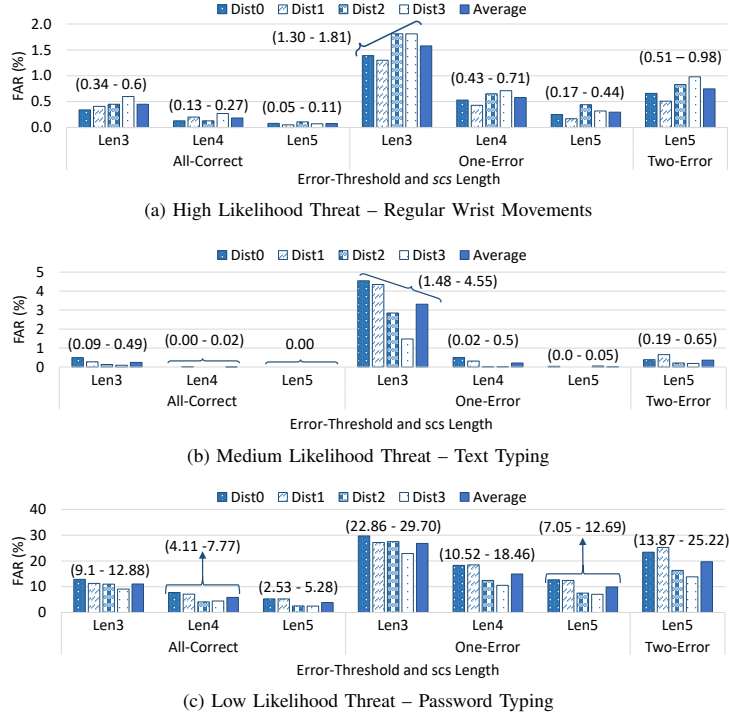 Dist0 Dist1 Dist2 Dist3 Average
2.0
1.5
1.0
0.5
0.0
FAR (%)
(0.34 - 0.6)
(0.13 - 0.27)
(0.05 - 0.11)
(1.30 - 1.81)
(0.43 - 0.71)
(0.17 - 0.44)
(0.51 – 0.98)
Len3 Len4 Len5 Len3 Len4 Len5 Len5
All-Correct One-Error Two-Error
Error-Threshold and scs Length
(a) High Likelihood Threat – Regular Wrist Movements
Dist0 Dist1 Dist2 Dist3 Average
5
4
3
2
1
0
FAR (%)
(0.09 - 0.49)
(0.00 - 0.02)
0.00
(1.48 - 4.55)
(0.02 - 0.5)
(0.0 - 0.05)
(0.19 - 0.65)
Len3 Len4 Len5 Len3 Len4 Len5 Len5
All-Correct One-Error Two-Error
Error-Threshold and scs Length
(b) Medium Likelihood Threat – Text Typing
Dist0 Dist1 Dist2 Dist3 Average
40
30
20
10
0
FAR (%)
(9.1 - 12.88)
(4.11 -7.77)
(2.53 - 5.28)
(22.86 - 29.70)
(10.52 - 18.46)
(7.05 - 12.69)
(13.87 - 25.22)
Len3 Len4 Len5 Len3 Len4 Len5 Len5
All-Correct One-Error Two-Error
Error-Threshold and scs Length
(c) Low Likelihood Threat – Password Typing